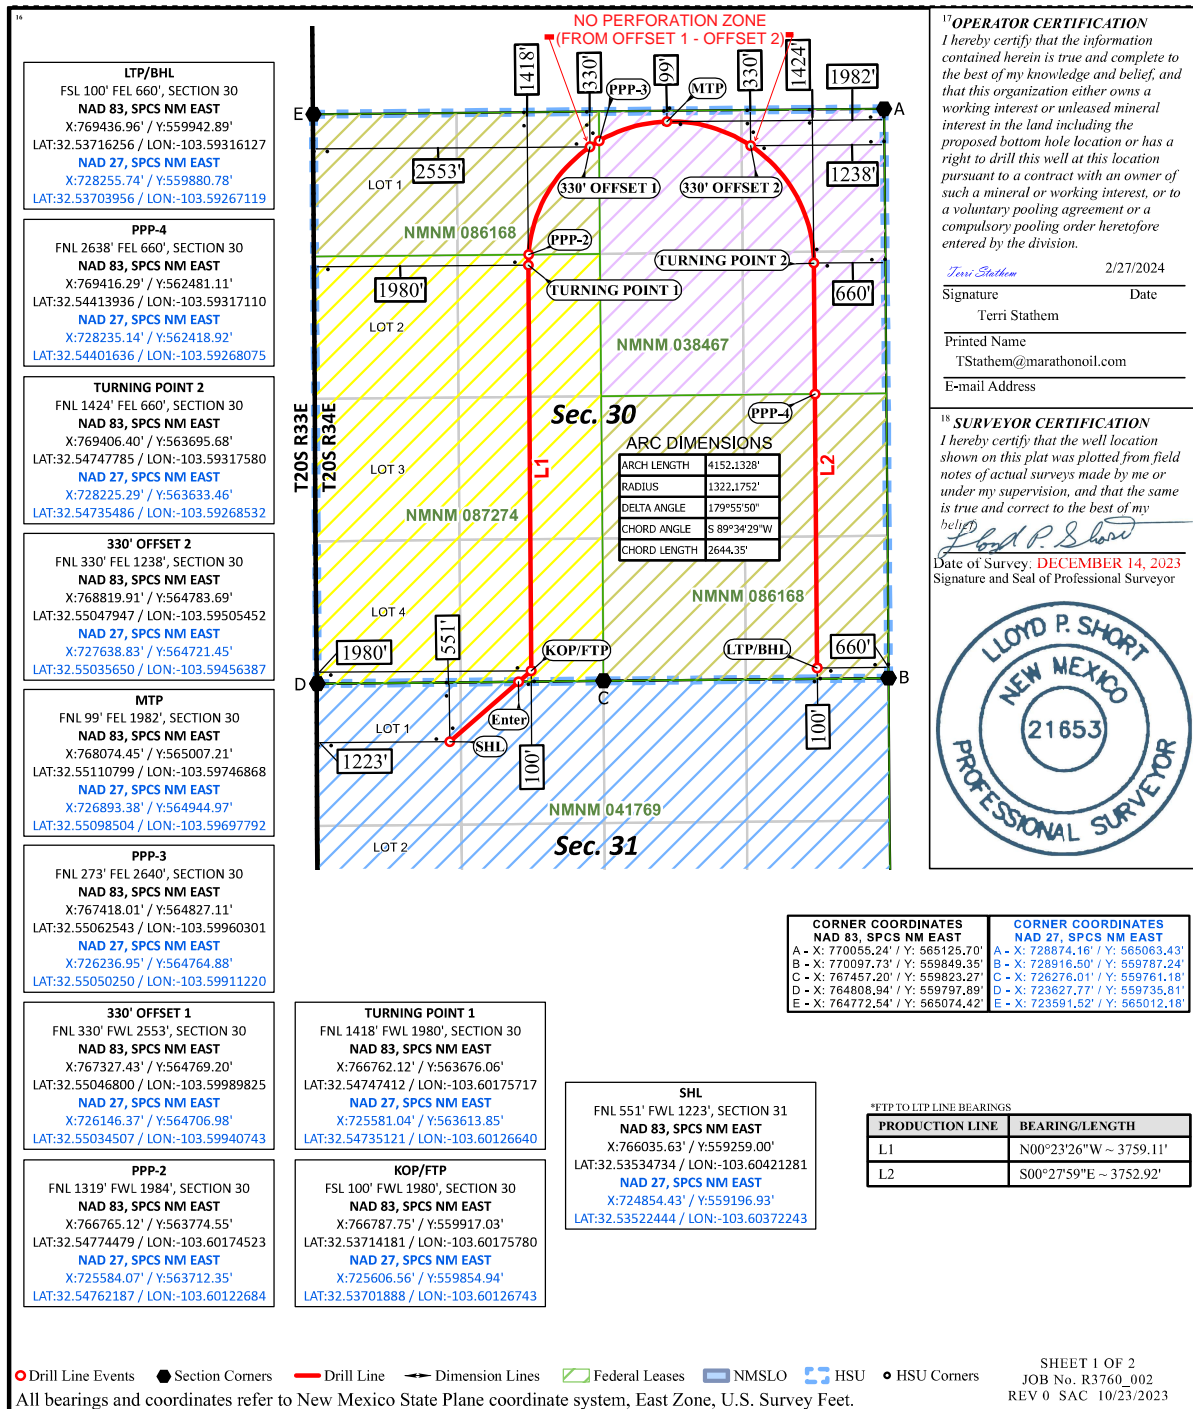 16
LTP/BHL
FSL 100' FEL 660', SECTION 30
NAD 83, SPCS NM EAST
X:769436.96' / Y:559942.89'
LAT:32.53716256 / LON:-103.59316127
NAD 27, SPCS NM EAST
X:728255.74' / Y:559880.78'
LAT:32.53703956 / LON:-103.59267119
PPP-4
FNL 2638' FEL 660', SECTION 30
NAD 83, SPCS NM EAST
X:769416.29' / Y:562481.11'
LAT:32.54413936 / LON:-103.59317110
NAD 27, SPCS NM EAST
X:728235.14' / Y:562418.92'
LAT:32.54401636 / LON:-103.59268075
TURNING POINT 2
FNL 1424' FEL 660', SECTION 30
NAD 83, SPCS NM EAST
X:769406.40' / Y:563695.68'
LAT:32.54747785 / LON:-103.59317580
NAD 27, SPCS NM EAST
X:728225.29' / Y:563633.46'
LAT:32.54735486 / LON:-103.59268532
330' OFFSET 2
FNL 330' FEL 1238', SECTION 30
NAD 83, SPCS NM EAST
X:768819.91' / Y:564783.69'
LAT:32.55047947 / LON:-103.59505452
NAD 27, SPCS NM EAST
X:727638.83' / Y:564721.45'
LAT:32.55035650 / LON:-103.59456387
MTP
FNL 99' FEL 1982', SECTION 30
NAD 83, SPCS NM EAST
X:768074.45' / Y:565007.21'
LAT:32.55110799 / LON:-103.59746868
NAD 27, SPCS NM EAST
X:726893.38' / Y:564944.97'
LAT:32.55098504 / LON:-103.59697792
PPP-3
FNL 273' FEL 2640', SECTION 30
NAD 83, SPCS NM EAST
X:767418.01' / Y:564827.11'
LAT:32.55062543 / LON:-103.59960301
NAD 27, SPCS NM EAST
X:726236.95' / Y:564764.88'
LAT:32.55050250 / LON:-103.59911220
330' OFFSET 1
FNL 330' FWL 2553', SECTION 30
NAD 83, SPCS NM EAST
X:767327.43' / Y:564769.20'
LAT:32.55046800 / LON:-103.59989825
NAD 27, SPCS NM EAST
X:726146.37' / Y:564706.98'
LAT:32.55034507 / LON:-103.59940743
PPP-2
FNL 1319' FWL 1984', SECTION 30
NAD 83, SPCS NM EAST
X:766765.12' / Y:563774.55'
LAT:32.54774479 / LON:-103.60174523
NAD 27, SPCS NM EAST
X:725584.07' / Y:563712.35'
LAT:32.54762187 / LON:-103.60122684
TURNING POINT 1
FNL 1418' FWL 1980', SECTION 30
NAD 83, SPCS NM EAST
X:766762.12' / Y:563676.06'
LAT:32.54747412 / LON:-103.60175717
NAD 27, SPCS NM EAST
X:725581.04' / Y:563613.85'
LAT:32.54735121 / LON:-103.60126640
KOP/FTP
FSL 100' FWL 1980', SECTION 30
NAD 83, SPCS NM EAST
X:766787.75' / Y:559917.03'
LAT:32.53714181 / LON:-103.60175780
NAD 27, SPCS NM EAST
X:725606.56' / Y:559854.94'
LAT:32.53701888 / LON:-103.60126743
SHL
FNL 551' FWL 1223', SECTION 31
NAD 83, SPCS NM EAST
X:766035.63' / Y:559259.00'
LAT:32.53534734 / LON:-103.60421281
NAD 27, SPCS NM EAST
X:724854.43' / Y:559196.93'
LAT:32.53522444 / LON:-103.60372243
NO PERFORATION ZONE
(FROM OFFSET 1 - OFFSET 2)
1418'
330'
99'
330'
1424'
1982'
PPP-3
MTP
E
A
2553'
1238'
LOT 1
330' OFFSET 1
330' OFFSET 2
NMNM 086168
PPP-2
TURNING POINT 2
1980'
TURNING POINT 1
660'
LOT 2
NMNM 038467
T20S R33E
T20S R34E
Sec. 30
PPP-4
ARC DIMENSIONS
ARCH LENGTH 4152.1328'
RADIUS 1322.1752'
DELTA ANGLE 179°55'50"
CHORD ANGLE S 89°34'29"W
CHORD LENGTH 2644.35'
L1
L2
LOT 3
NMNM 087274
NMNM 086168
LOT 4
551'
1980'
KOP/FTP
LTP/BHL
660'
D
C
B
Enter
LOT 1
SHL
1223'
100'
100'
NMNM 041769
LOT 2
Sec. 31
17 OPERATOR CERTIFICATION
I hereby certify that the information
contained herein is true and complete to
the best of my knowledge and belief, and
that this organization either owns a
working interest or unleased mineral
interest in the land including the
proposed bottom hole location or has a
right to drill this well at this location
pursuant to a contract with an owner of
such a mineral or working interest, or to
a voluntary pooling agreement or a
compulsory pooling order heretofore
entered by the division.
Terri Stathem 2/27/2024
Signature Date
Terri Stathem
Printed Name
TStathem@marathonoil.com
E-mail Address
18 SURVEYOR CERTIFICATION
I hereby certify that the well location
shown on this plat was plotted from field
notes of actual surveys made by me or
under my supervision, and that the same
is true and correct to the best of my
belief.
Lloyd P. Short
Date of Survey: DECEMBER 14, 2023
Signature and Seal of Professional Surveyor
LLOYD P. SHORT
NEW MEXICO
21653
PROFESSIONAL SURVEYOR
CORNER COORDINATES
NAD 83, SPCS NM EAST
A - X: 770055.24' / Y: 565125.70'
B - X: 770097.73' / Y: 559849.35'
C - X: 767457.20' / Y: 559823.27'
D - X: 764808.94' / Y: 559797.89'
E - X: 764772.54' / Y: 565074.42'
CORNER COORDINATES
NAD 27, SPCS NM EAST
A - X: 728874.16' / Y: 565063.43'
B - X: 728916.50' / Y: 559787.24'
C - X: 726276.01' / Y: 559761.18'
D - X: 723627.77' / Y: 559735.81'
E - X: 723591.52' / Y: 565012.18'
*FTP TO LTP LINE BEARINGS
PRODUCTION LINE BEARING/LENGTH
L1 N00°23'26"W ~ 3759.11'
L2 S00°27'59"E ~ 3752.92'
Drill Line Events Section Corners Drill Line Dimension Lines Federal Leases NMSLO HSU HSU Corners
All bearings and coordinates refer to New Mexico State Plane coordinate system, East Zone, U.S. Survey Feet.
SHEET 1 OF 2
JOB No. R3760_002
REV 0 SAC 10/23/2023